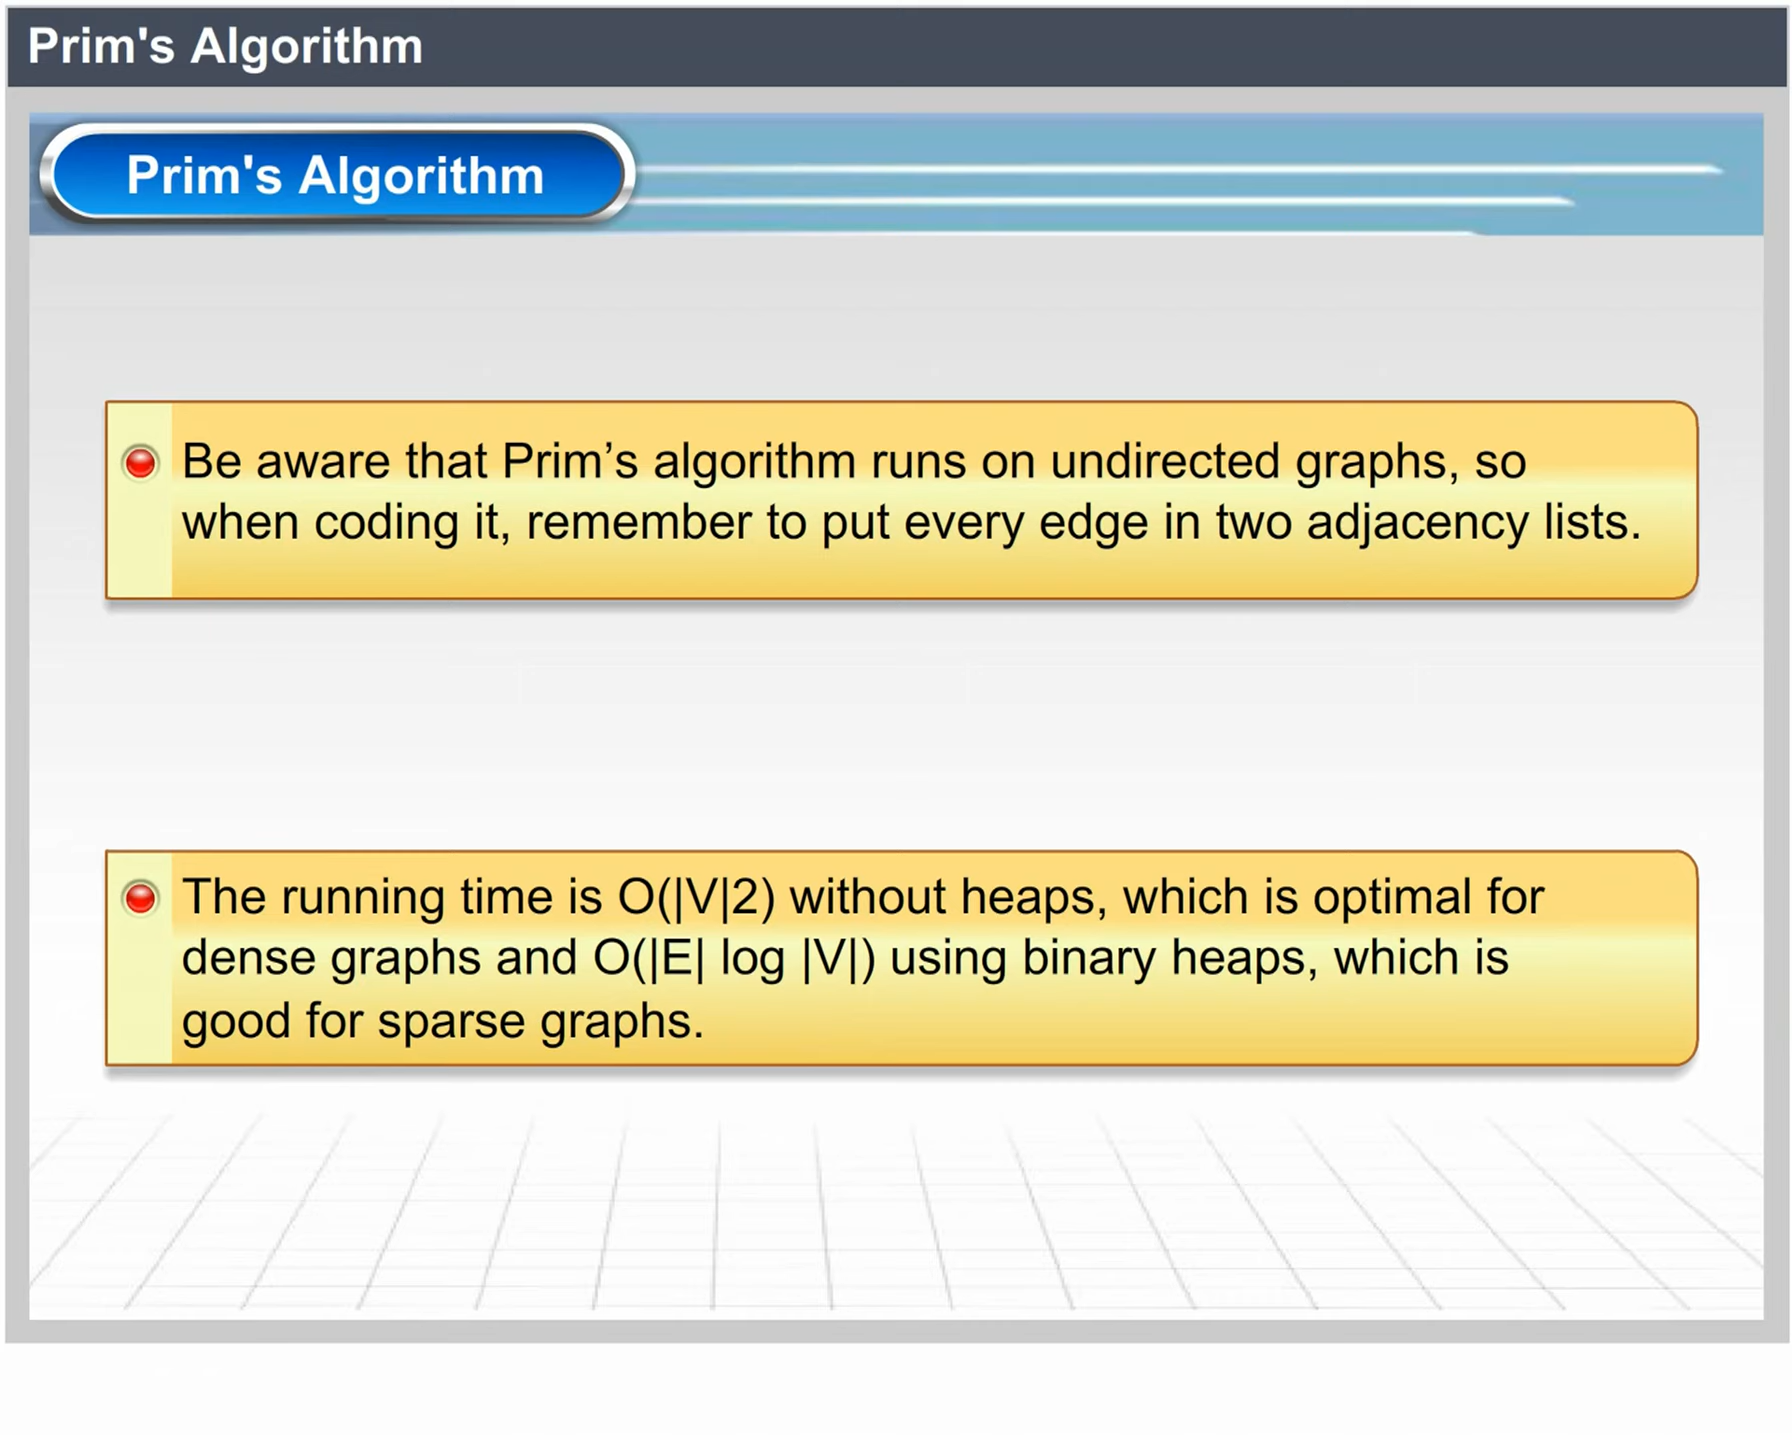 Prim's Algorithm
Prim's Algorithm
Be aware that Prim’s algorithm runs on undirected graphs, so
when coding it, remember to put every edge in two adjacency lists.
The running time is O(|V|2) without heaps, which is optimal for
dense graphs and O(|E| log |V|) using binary heaps, which is
good for sparse graphs.